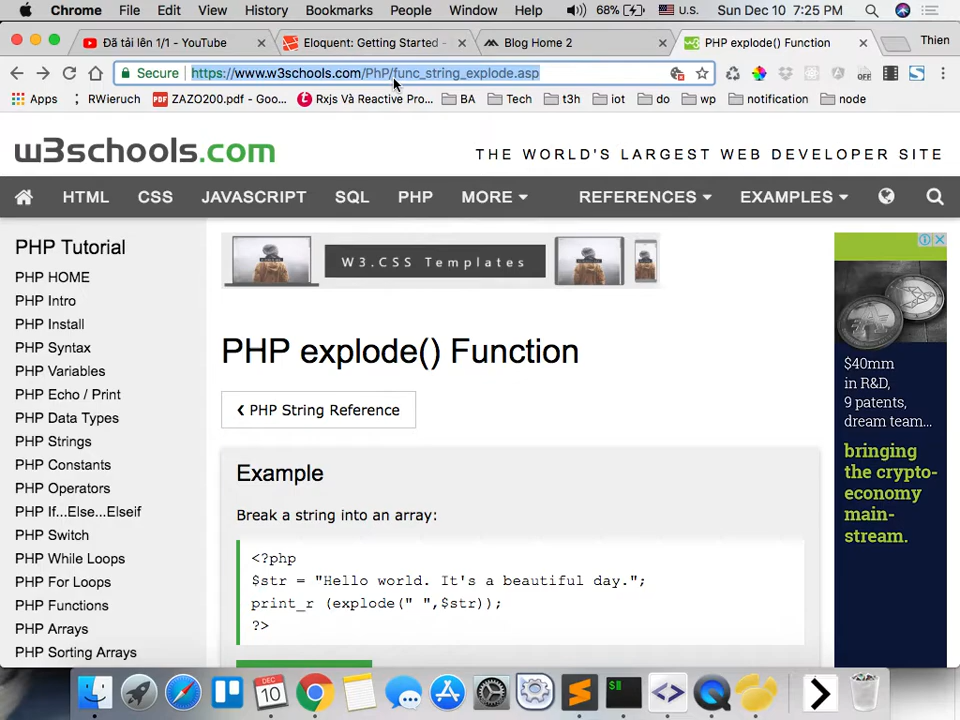 Chrome File Edit View History Bookmarks People Window Help 68% U.S. Sun Dec 10 7:25 PM
Đã tải lên 1/1 - YouTube Eloquent: Getting Started - Blog Home 2 PHP explode() Function Thien
Secure https://www.w3schools.com/PhP/func_string_explode.asp OFF S
Apps RWieruch PDF ZAZO200.pdf - Goo... Rxjs Và Reactive Pro... BA Tech t3h iot do wp notification node
w3schools.com THE WORLD'S LARGEST WEB DEVELOPER SITE
HTML CSS JAVASCRIPT SQL PHP MORE REFERENCES EXAMPLES
PHP Tutorial
PHP HOME
PHP Intro
PHP Install
PHP Syntax
PHP Variables
PHP Echo / Print
PHP Data Types
PHP Strings
PHP Constants
PHP Operators
PHP If...Else...Elseif
PHP Switch
PHP While Loops
PHP For Loops
PHP Functions
PHP Arrays
PHP Sorting Arrays
W3.CSS Templates
PHP explode() Function
❮ PHP String Reference
Example
Break a string into an array:
<?php
$str = "Hello world. It's a beautiful day.";
print_r (explode(" ",$str));
?>
$40mm
in R&D,
9 patents,
dream team...
bringing
the crypto-
economy
main-
stream.
DEC
10